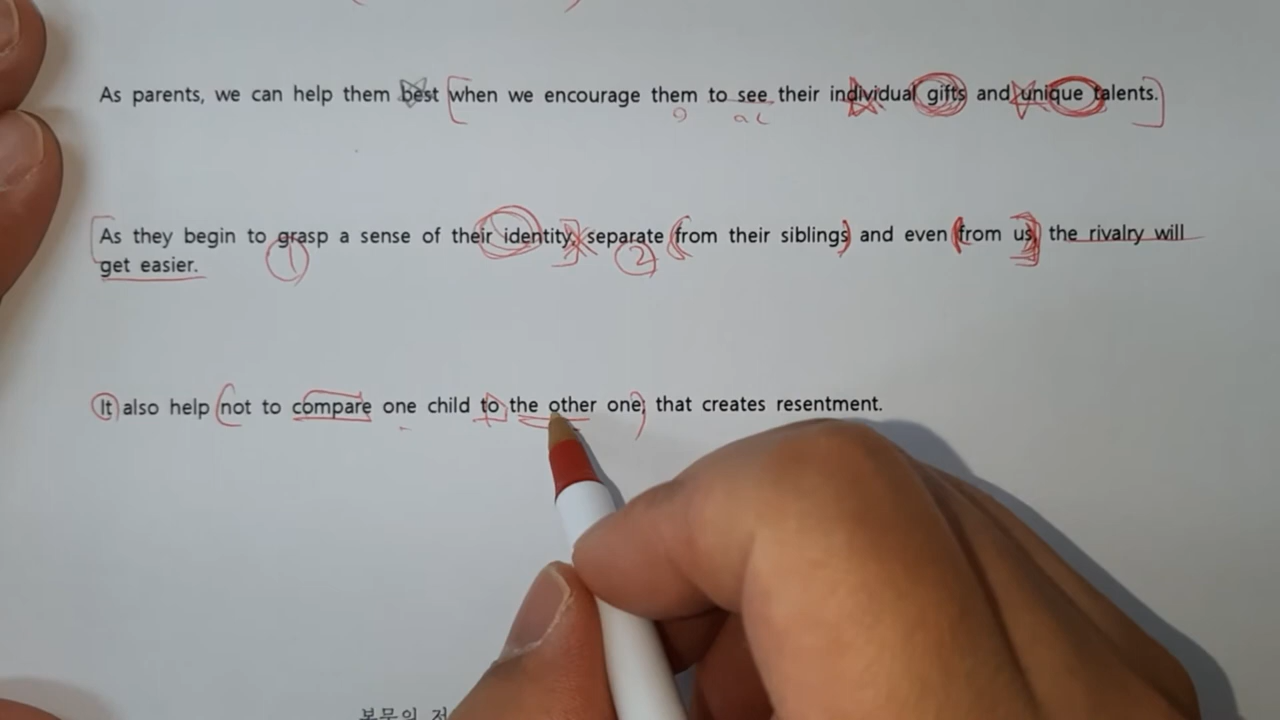 As parents, we can help them best when we encourage them to see their individual gifts and unique talents.
As they begin to grasp a sense of their identity, separate from their siblings and even from us, the rivalry will
get easier.
It also help not to compare one child to the other one; that creates resentment.